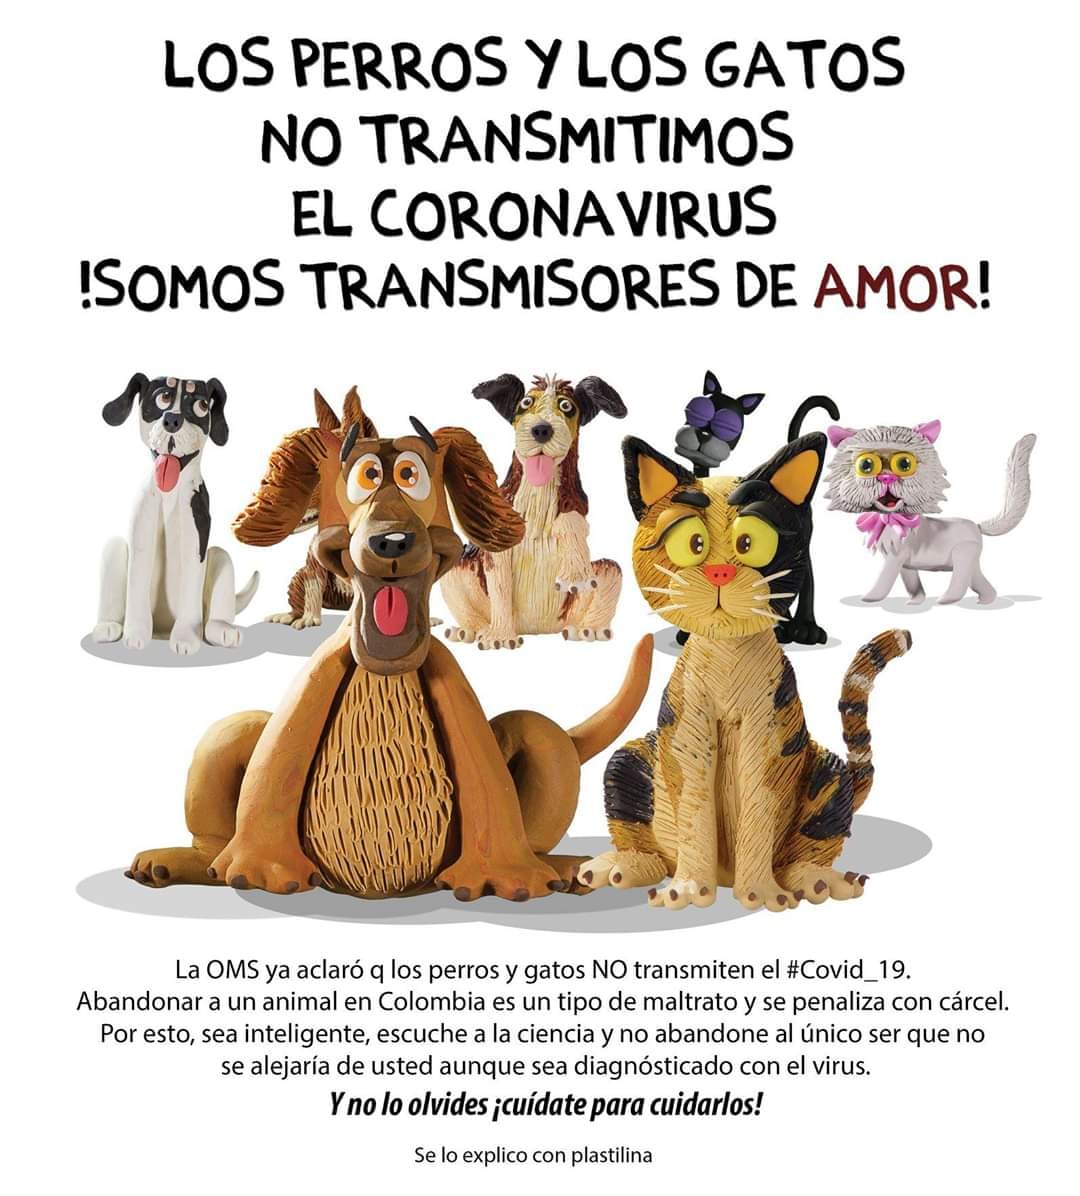 LOS PERROS Y LOS GATOS
NO TRANSMITIMOS
EL CORONAVIRUS
!SOMOS TRANSMISORES DE AMOR!
La OMS ya aclaró q los perros y gatos NO transmiten el #Covid_19.
Abandonar a un animal en Colombia es un tipo de maltrato y se penaliza con cárcel.
Por esto, sea inteligente, escuche a la ciencia y no abandone al único ser que no
se alejaría de usted aunque sea diagnósticado con el virus.
Y no lo olvides ¡cuídate para cuidarlos!
Se lo explico con plastilina